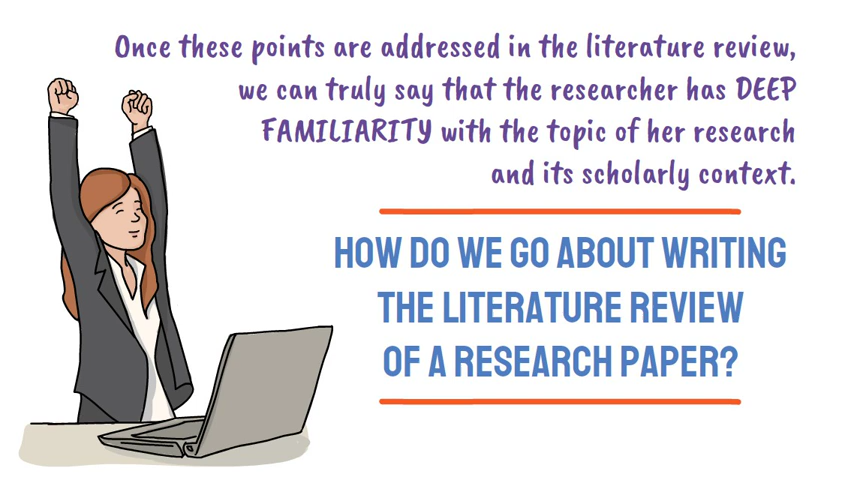 Once these points are addressed in the literature review,
we can truly say that the researcher has DEEP
FAMILIARITY with the topic of her research
and its scholarly context.
HOW DO WE GO ABOUT WRITING
THE LITERATURE REVIEW
OF A RESEARCH PAPER?